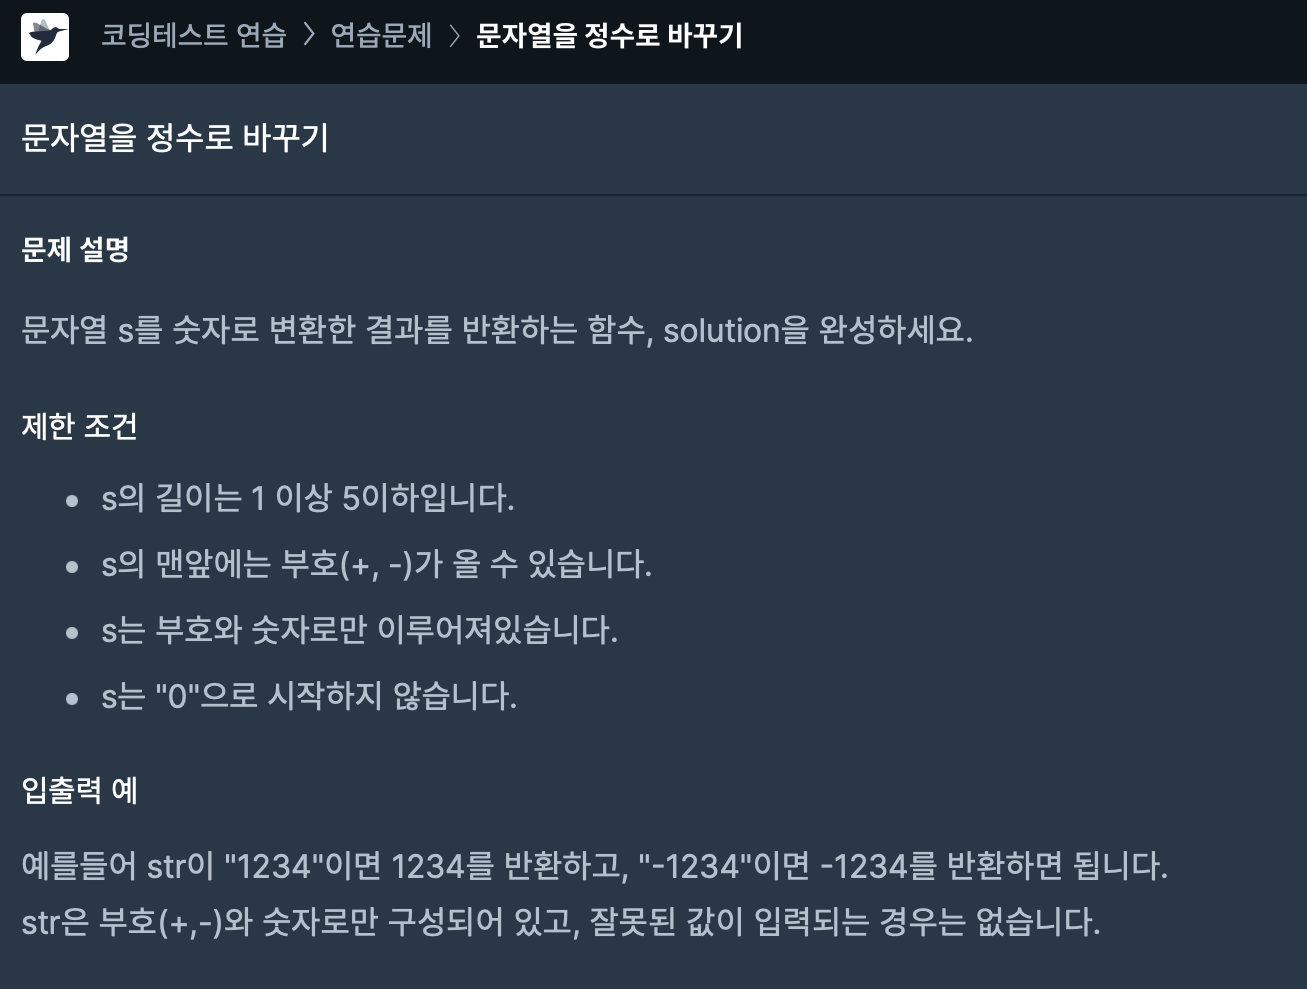 코딩테스트 연습 > 연습문제 > 문자열을 정수로 바꾸기
문자열을 정수로 바꾸기
문제 설명
문자열 s를 숫자로 변환한 결과를 반환하는 함수, solution을 완성하세요.
제한 조건
• s의 길이는 1 이상 5이하입니다.
• s의 맨앞에는 부호(+, -)가 올 수 있습니다.
• s는 부호와 숫자로만 이루어져있습니다.
• s는 "0"으로 시작하지 않습니다.
입출력 예
예를들어 str이 "1234"이면 1234를 반환하고, "-1234"이면 -1234를 반환하면 됩니다.
str은 부호(+,-)와 숫자로만 구성되어 있고, 잘못된 값이 입력되는 경우는 없습니다.